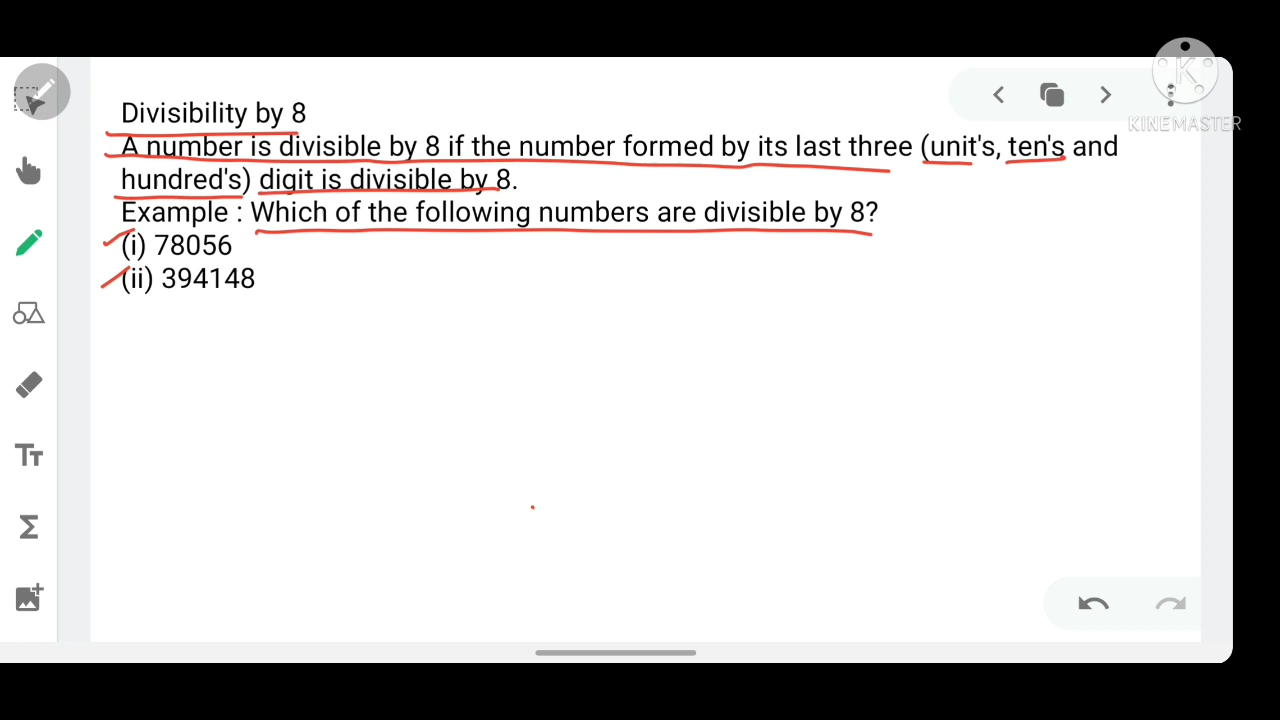 Divisibility by 8
A number is divisible by 8 if the number formed by its last three (unit's, ten's and
hundred's) digit is divisible by 8.
Example : Which of the following numbers are divisible by 8?
(i) 78056
(ii) 394148
K
KINEMASTER
Tт
Σ